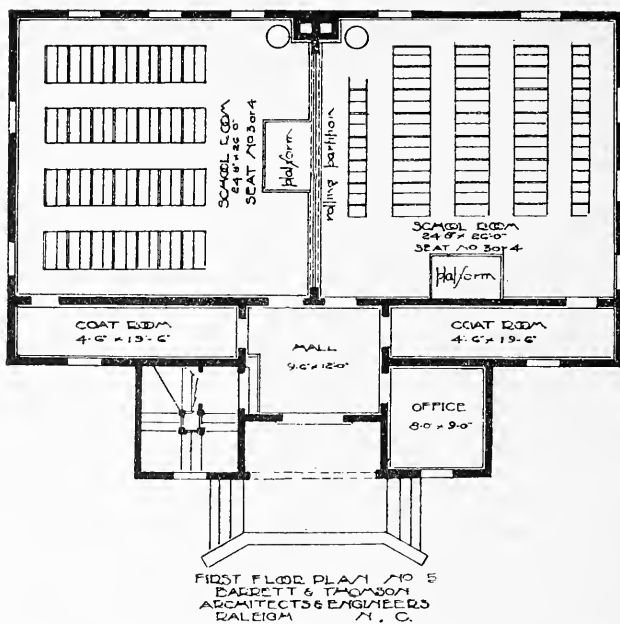 SCHOOL ROOM
24'0" x 26'0"
SEAT NO 3 or 4
platform
rolling partition
SCHOOL ROOM
24'0" x 26'-0"
SEAT NO 3 or 4
platform
COAT ROOM
4'-6" x 19'-6"
HALL
9'-6" x 12'-0"
COAT ROOM
4'-6" x 19'-6"
OFFICE
8'-0" x 9'-0"
FIRST FLOOR PLAN NO 5
BARRETT & THOMSON
ARCHITECTS & ENGINEERS
RALEIGH N. C.